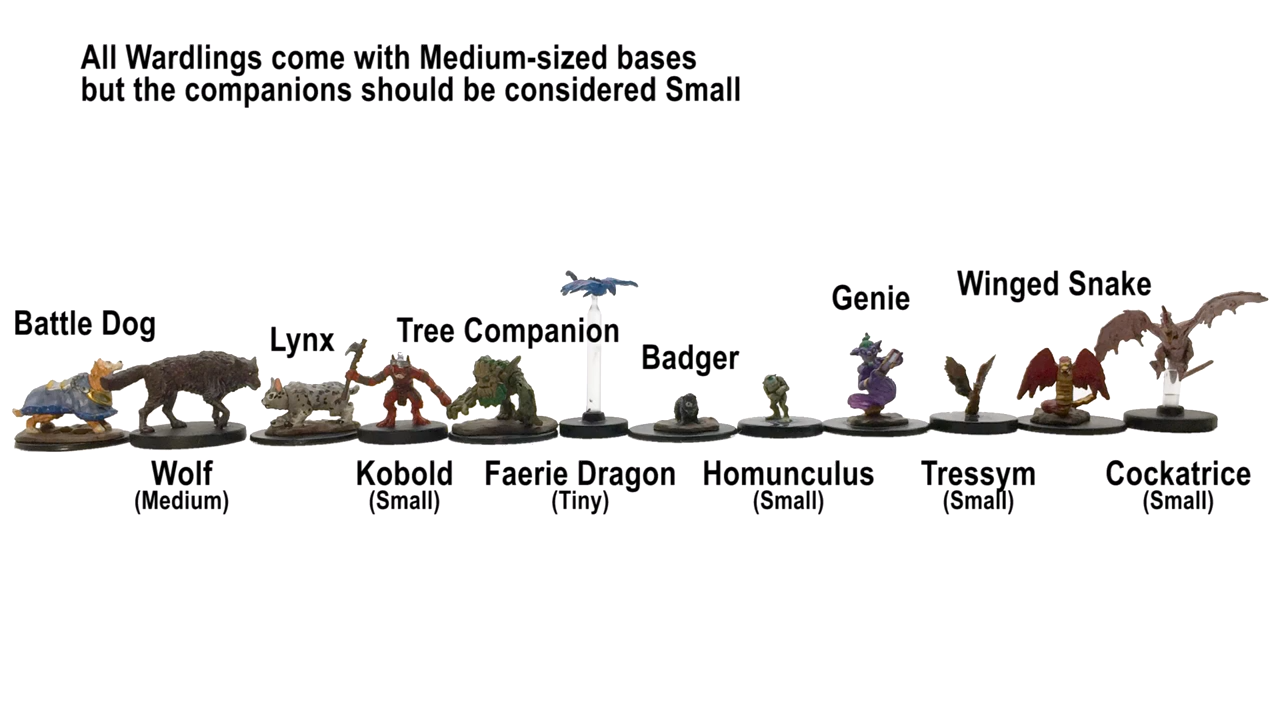 All Wardlings come with Medium-sized bases
but the companions should be considered Small
Battle Dog
Lynx
Tree Companion
Badger
Genie
Winged Snake
Wolf
(Medium)
Kobold
(Small)
Faerie Dragon
(Tiny)
Homunculus
(Small)
Tressym
(Small)
Cockatrice
(Small)